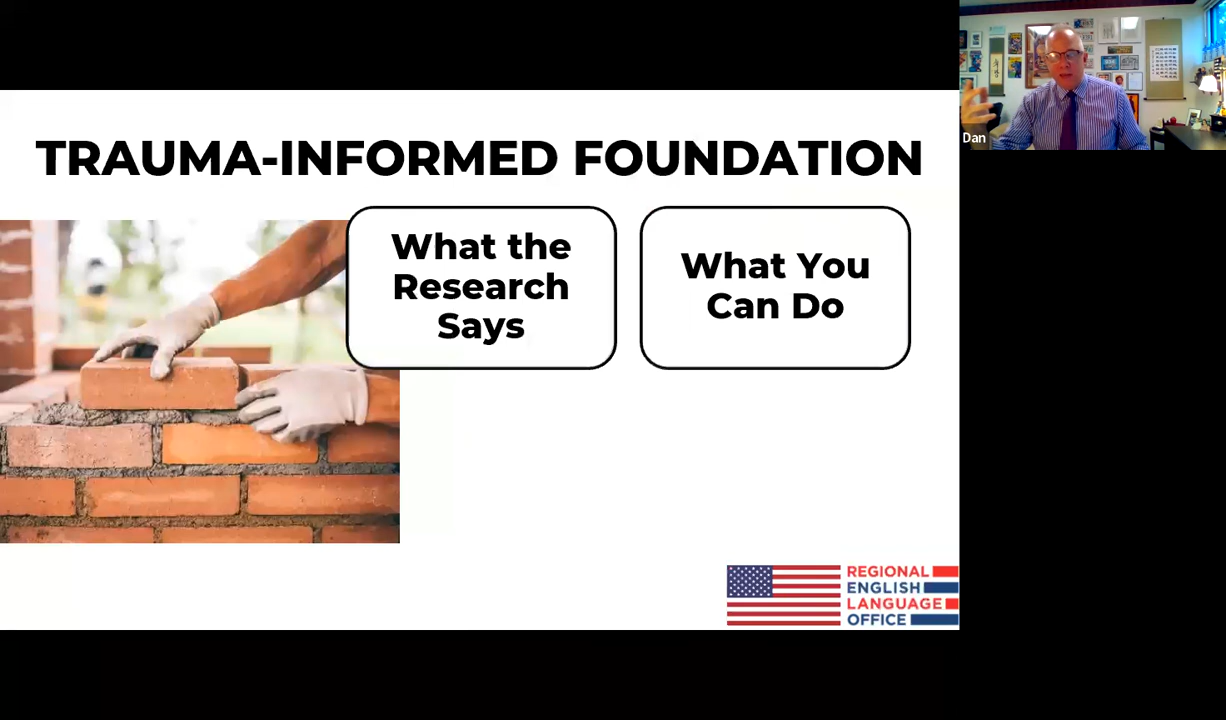 TRAUMA-INFORMED FOUNDATION
What the
Research
Says
What You
Can Do
REGIONAL
ENGLISH
LANGUAGE
OFFICE
Dan